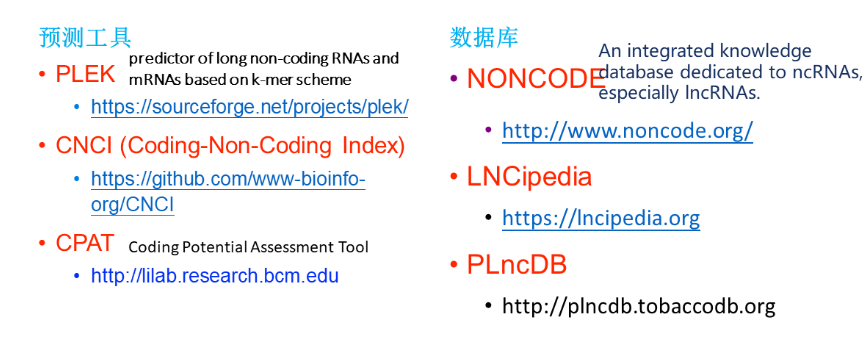 预测工具
• PLEK predictor of long non-coding RNAs and
mRNAs based on k-mer scheme
• https://sourceforge.net/projects/plek/
• CNCI (Coding-Non-Coding Index)
• https://github.com/www-bioinfo-
org/CNCI
• CPAT Coding Potential Assessment Tool
• http://lilab.research.bcm.edu
数据库
• NONCODE An integrated knowledge
database dedicated to ncRNAs,
especially lncRNAs.
• http://www.noncode.org/
• LNCipedia
• https://lncipedia.org
• PLncDB
• http://plncdb.tobaccodb.org